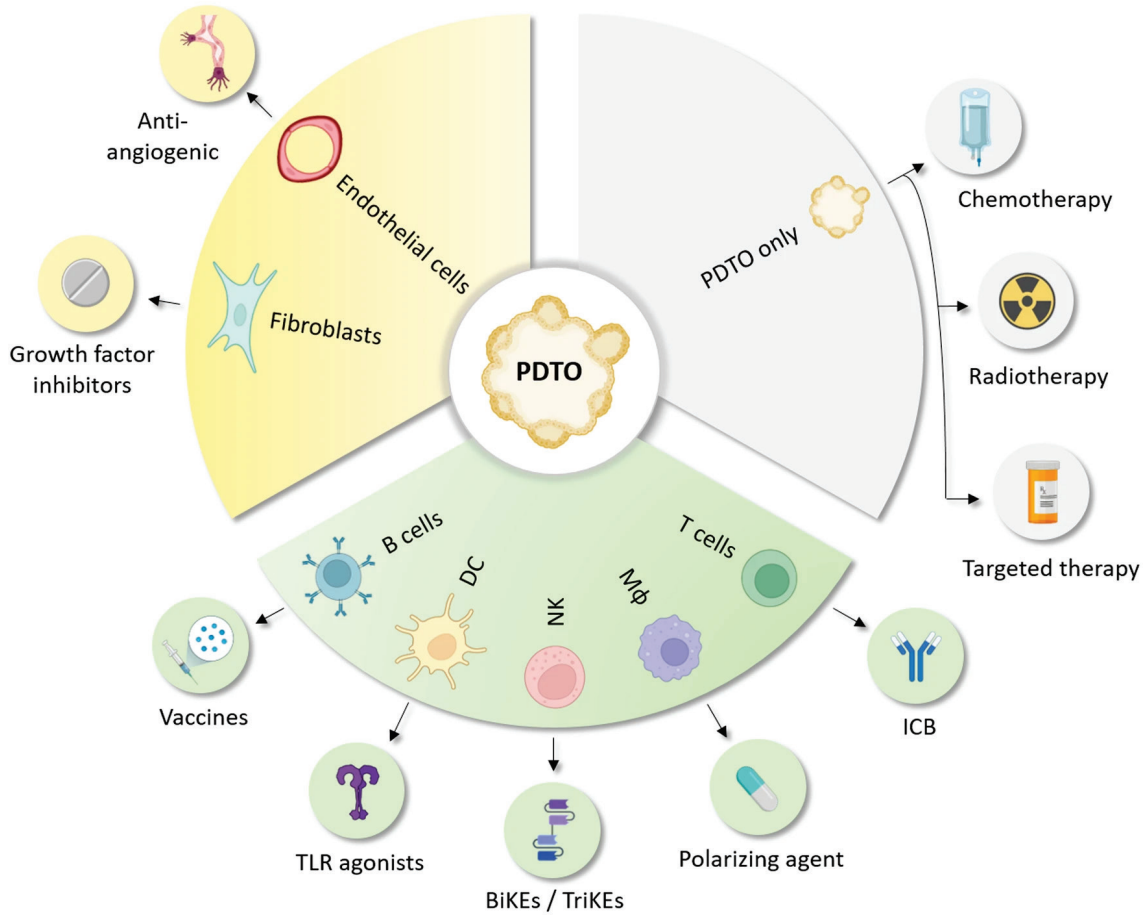 Anti-
angiogenic
Endothelial cells
Fibroblasts
Growth factor
inhibitors
PDTO
PDTO only
Chemotherapy
Radiotherapy
Targeted therapy
B cells
DC
NK
Mϕ
T cells
Vaccines
TLR agonists
BiKEs / TriKEs
Polarizing agent
ICB